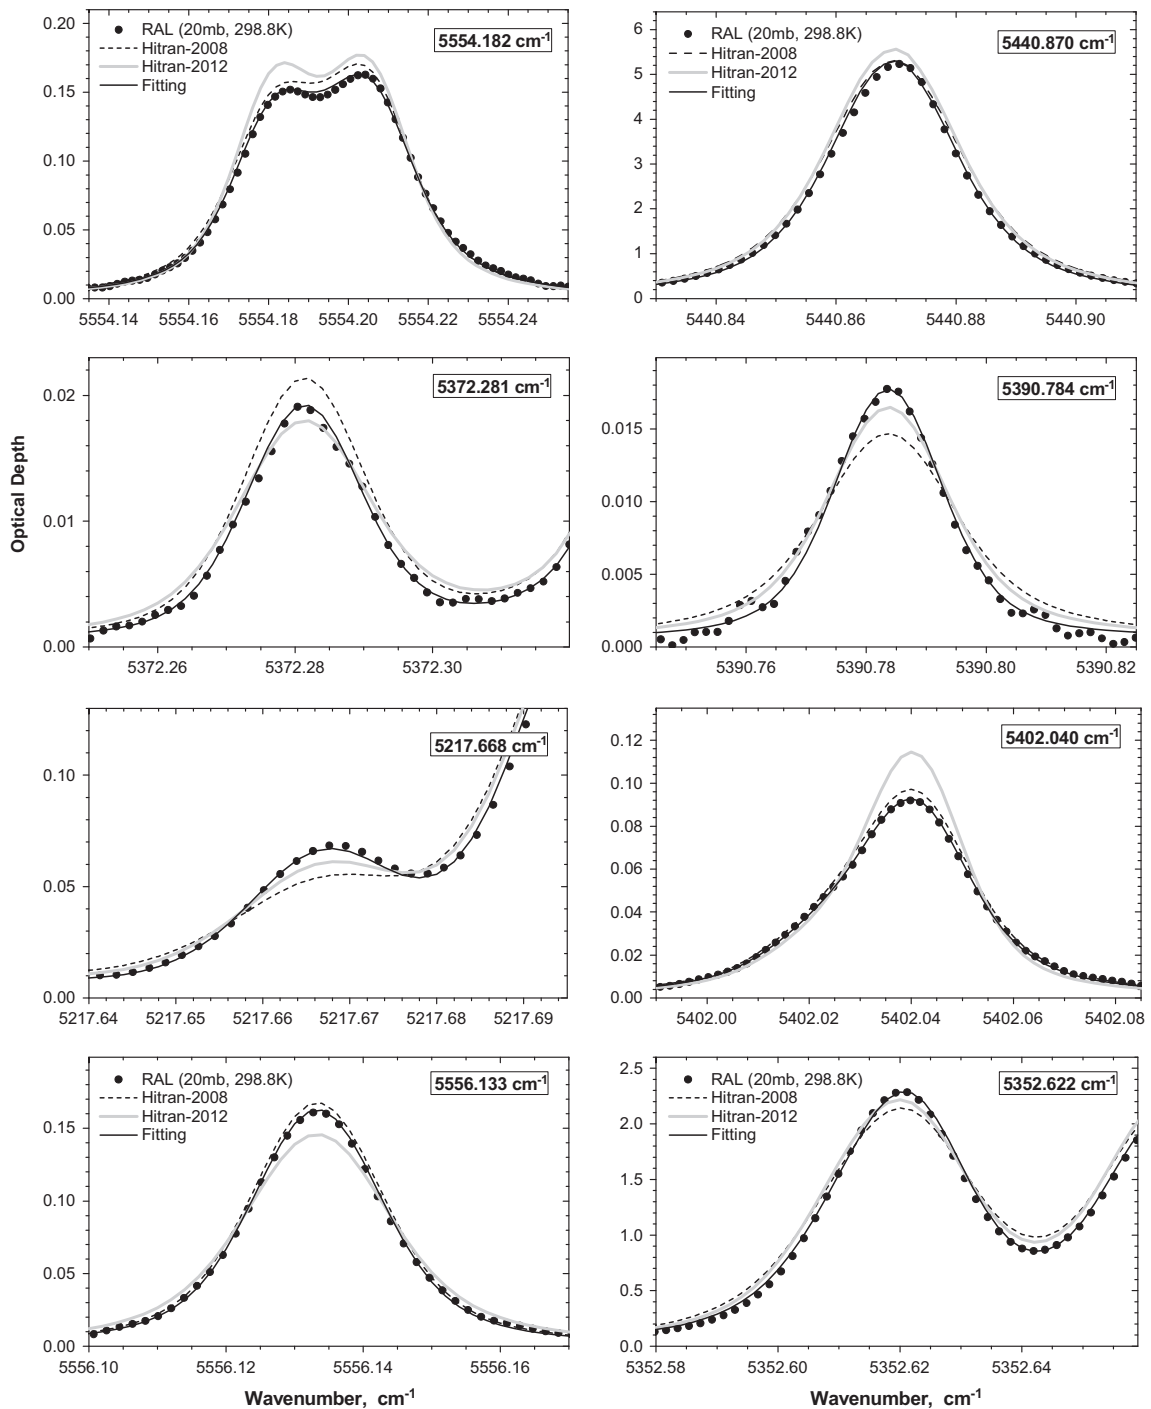 0.20
0.15
0.10
0.05
0.00
RAL (20mb, 298.8K)
Hitran-2008
Hitran-2012
Fitting
5554.182 cm-1
5554.14 5554.16 5554.18 5554.20 5554.22 5554.24
6
5
4
3
2
1
0
RAL (20mb, 298.8K)
Hitran-2008
Hitran-2012
Fitting
5440.870 cm-1
5440.84 5440.86 5440.88 5440.90
Optical Depth
0.02
0.01
0.00
5372.281 cm-1
5372.26 5372.28 5372.30
0.015
0.010
0.005
0.000
5390.784 cm-1
5390.76 5390.78 5390.80 5390.82
0.10
0.05
0.00
5217.668 cm-1
5217.64 5217.65 5217.66 5217.67 5217.68 5217.69
0.12
0.10
0.08
0.06
0.04
0.02
0.00
5402.040 cm-1
5402.00 5402.02 5402.04 5402.06 5402.08
0.15
0.10
0.05
0.00
RAL (20mb, 298.8K)
Hitran-2008
Hitran-2012
Fitting
5556.133 cm-1
5556.10 5556.12 5556.14 5556.16
Wavenumber, cm-1
2.5
2.0
1.5
1.0
0.5
0.0
RAL (20mb, 298.8K)
Hitran-2008
Hitran-2012
Fitting
5352.622 cm-1
5352.58 5352.60 5352.62 5352.64
Wavenumber, cm-1